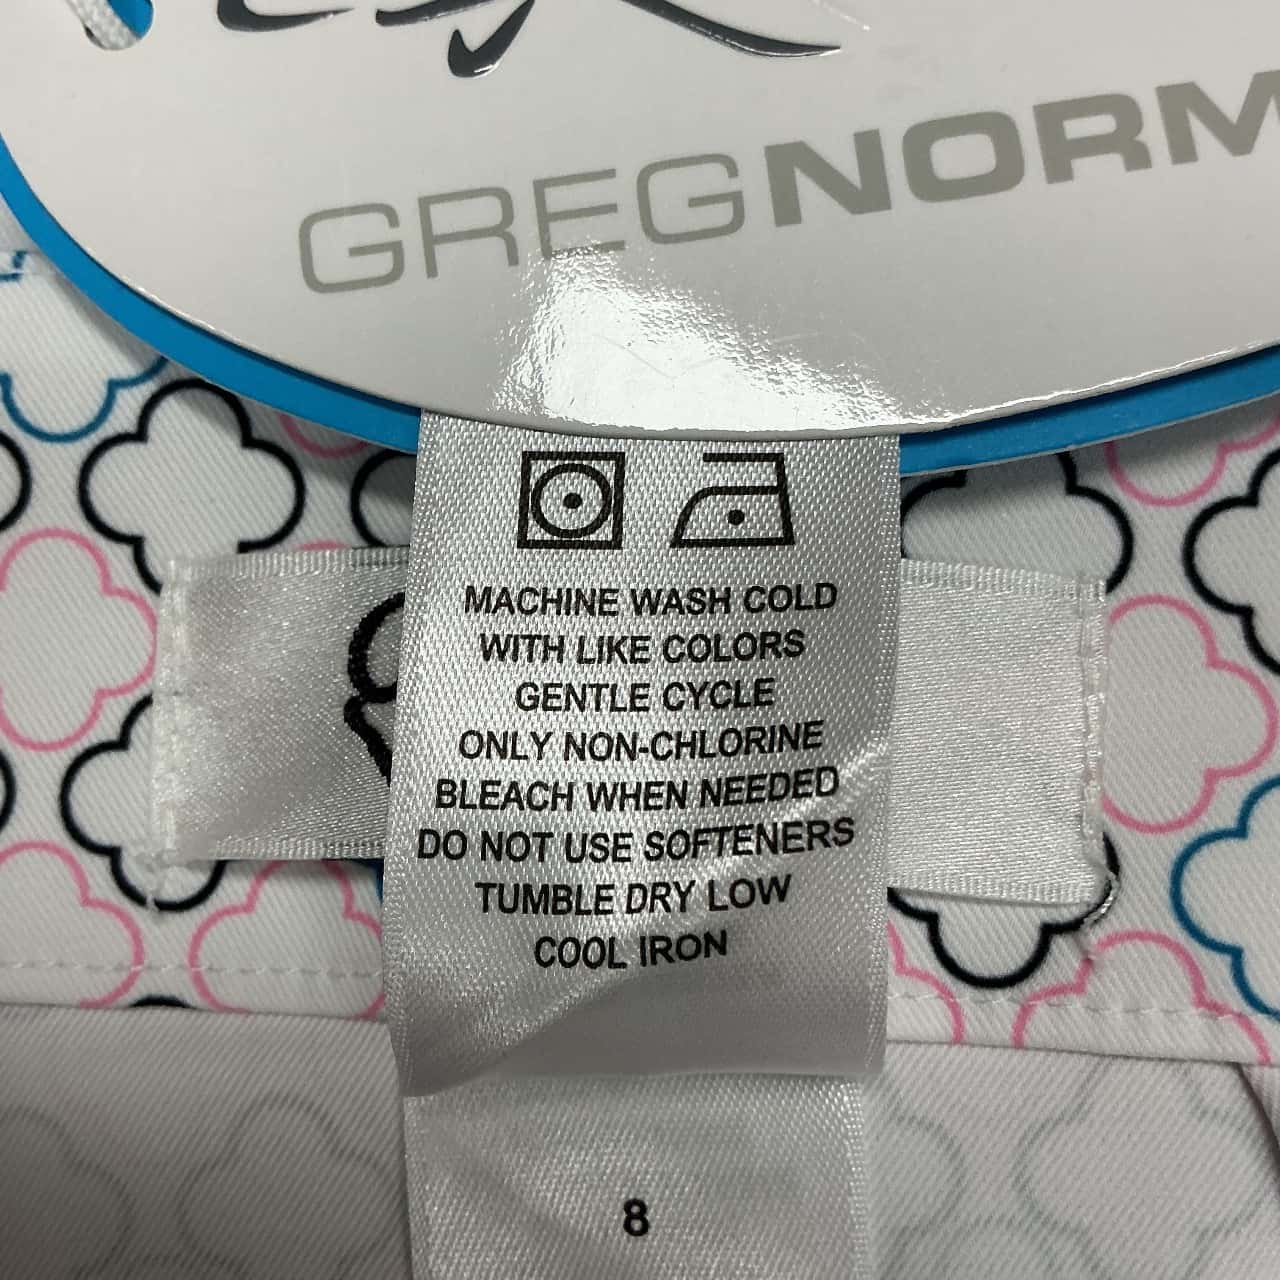 GREGNORM
MACHINE WASH COLD
WITH LIKE COLORS
GENTLE CYCLE
ONLY NON-CHLORINE
BLEACH WHEN NEEDED
DO NOT USE SOFTENERS
TUMBLE DRY LOW
COOL IRON
8